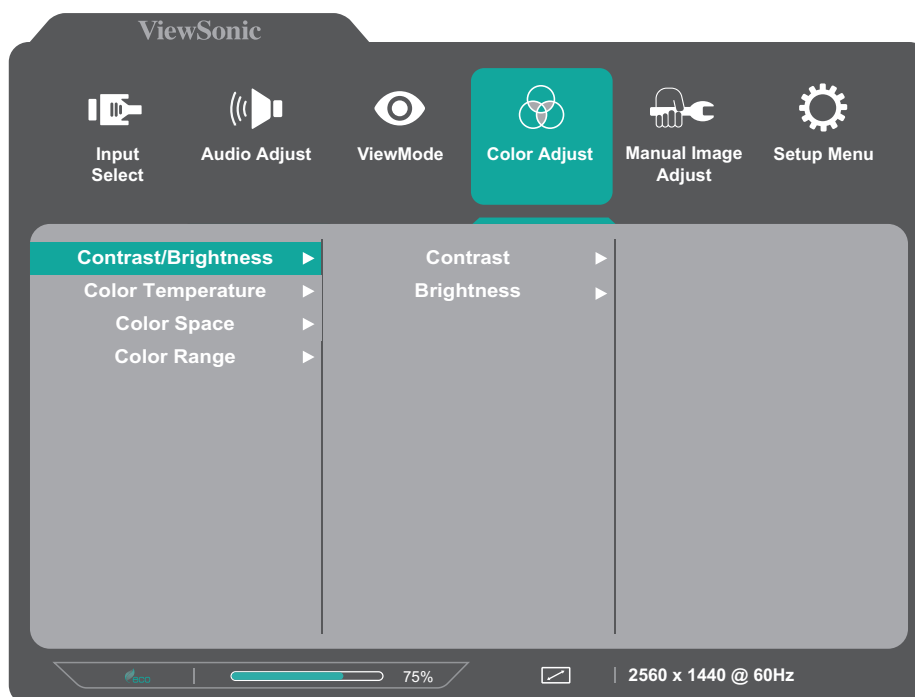 ViewSonic
Input
Select
Audio Adjust
ViewMode
Color Adjust
Manual Image
Adjust
Setup Menu
Contrast/Brightness
Color Temperature
Color Space
Color Range
Contrast
Brightness
eco
75%
2560 x 1440 @ 60Hz